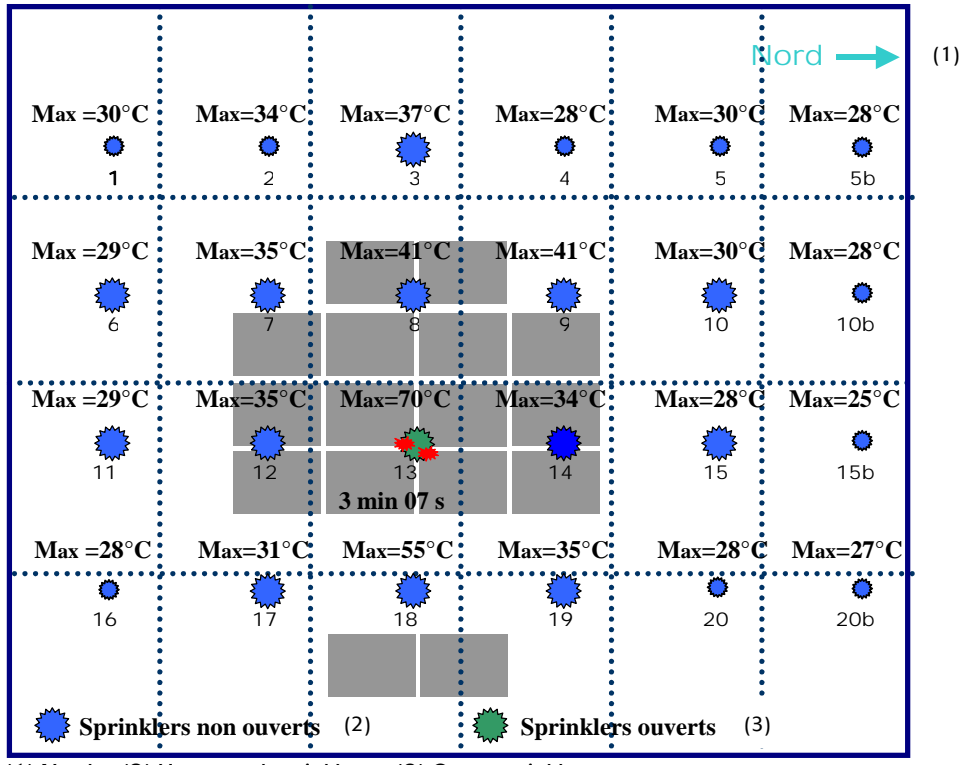 Nord (1)
Max =30°C Max=34°C Max=37°C Max=28°C Max=30°C Max=28°C
1 2 3 4 5 5b
Max =29°C Max=35°C Max=41°C Max=41°C Max=30°C Max=28°C
6 7 8 9 10 10b
Max =29°C Max=35°C Max=70°C Max=34°C Max=28°C Max=25°C
11 12 13 14 15 15b
3 min 07 s
Max =28°C Max=31°C Max=55°C Max=35°C Max=28°C Max=27°C
16 17 18 19 20 20b
Sprinklers non ouverts (2) Sprinklers ouverts (3)